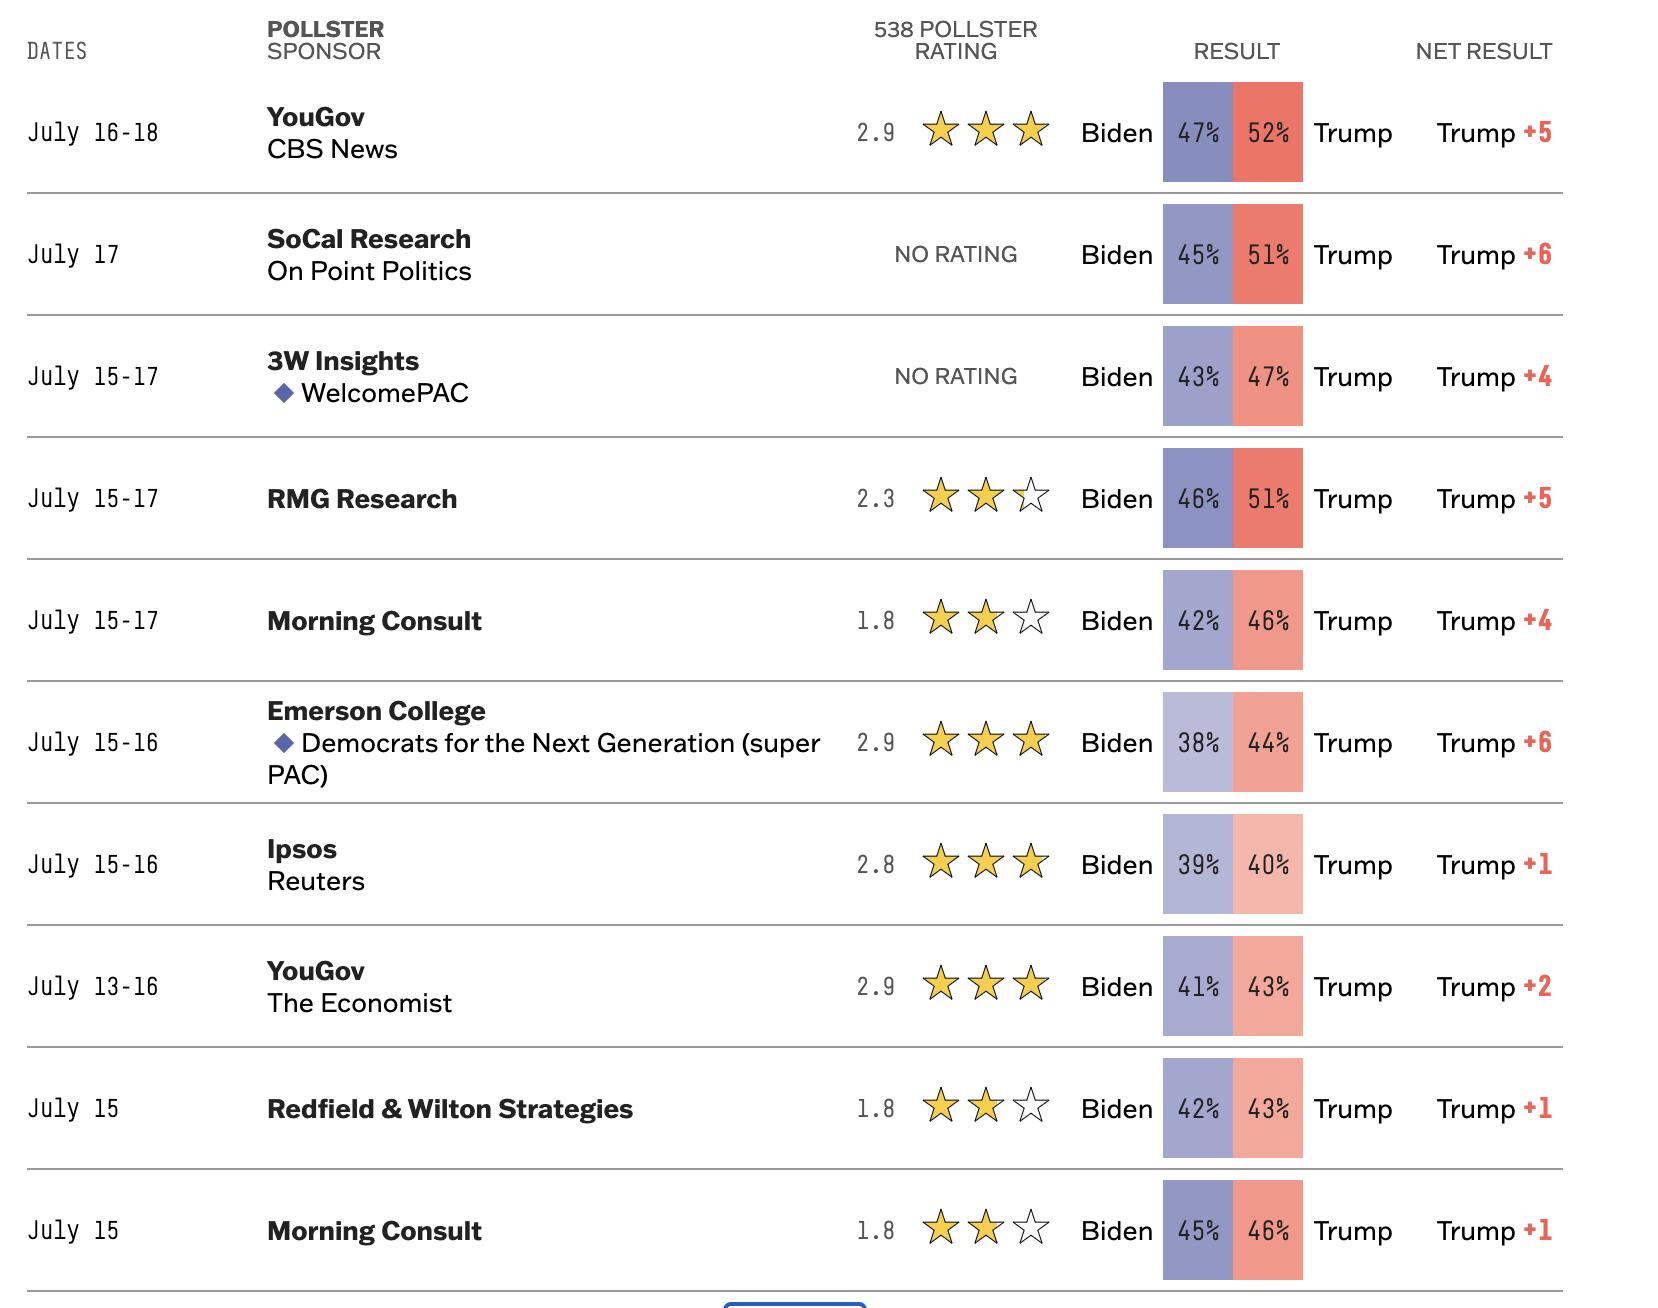 DATES POLLSTER SPONSOR 538 POLLSTER RATING RESULT NET RESULT
July 16-18 YouGov CBS News 2.9 Biden 47% 52% Trump Trump +5
July 17 SoCal Research On Point Politics NO RATING Biden 45% 51% Trump Trump +6
July 15-17 3W Insights WelcomePAC NO RATING Biden 43% 47% Trump Trump +4
July 15-17 RMG Research 2.3 Biden 46% 51% Trump Trump +5
July 15-17 Morning Consult 1.8 Biden 42% 46% Trump Trump +4
July 15-16 Emerson College Democrats for the Next Generation (super PAC) 2.9 Biden 38% 44% Trump Trump +6
July 15-16 Ipsos Reuters 2.8 Biden 39% 40% Trump Trump +1
July 13-16 YouGov The Economist 2.9 Biden 41% 43% Trump Trump +2
July 15 Redfield & Wilton Strategies 1.8 Biden 42% 43% Trump Trump +1
July 15 Morning Consult 1.8 Biden 45% 46% Trump Trump +1